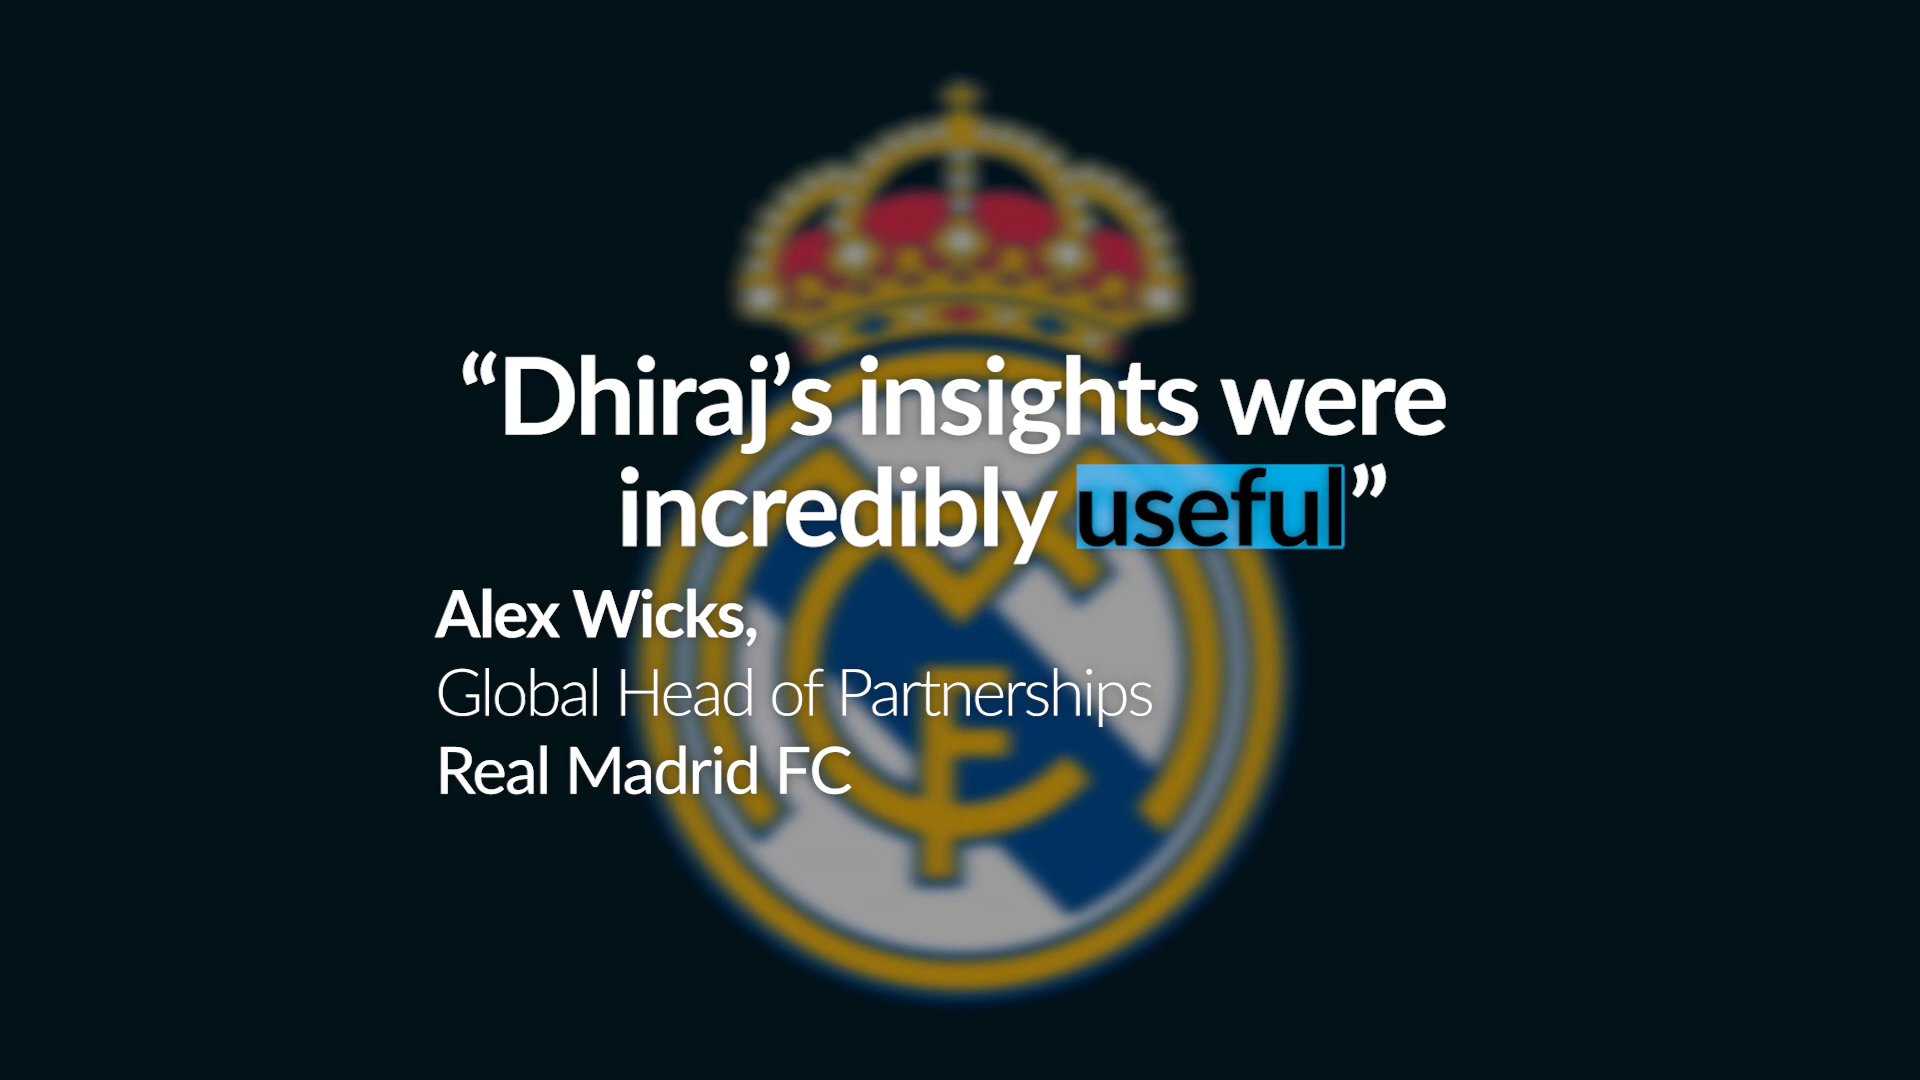 “Dhiraj’s insights were
incredibly useful”
Alex Wicks,
Global Head of Partnerships
Real Madrid FC